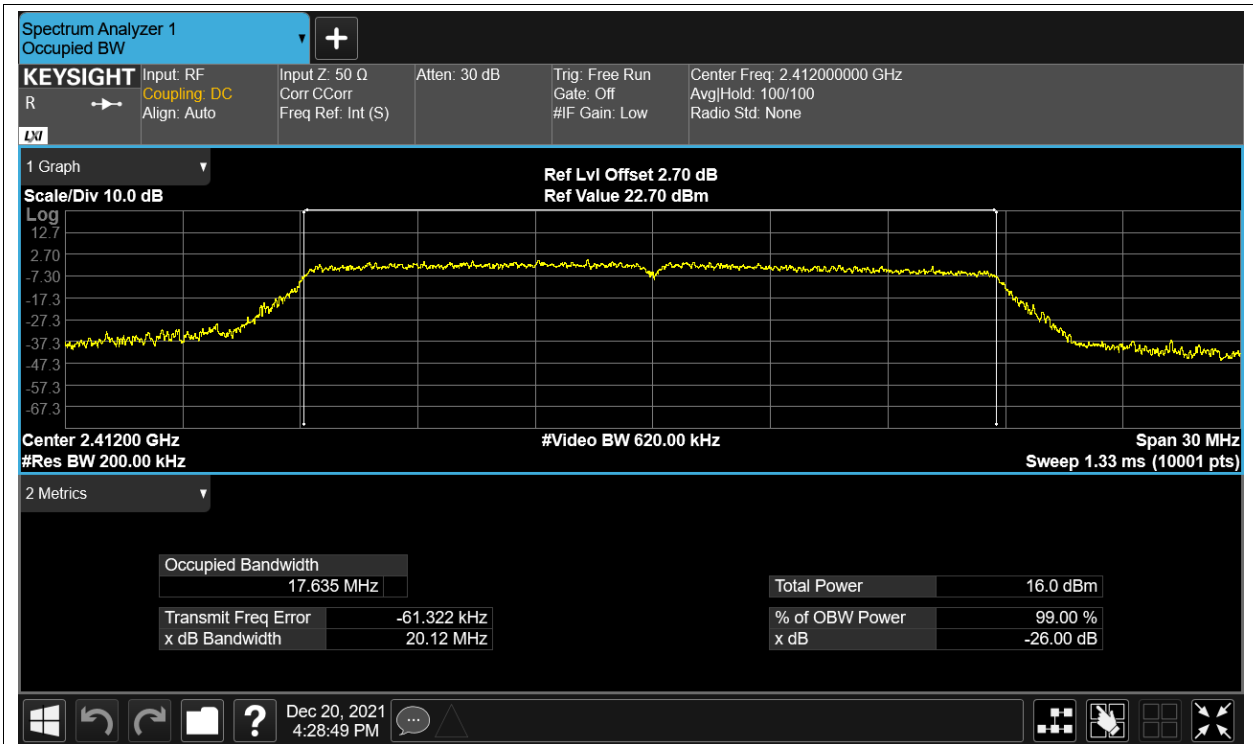 Spectrum Analyzer 1
Occupied BW
KEYSIGHT
R
LXI
Input: RF
Coupling: DC
Align: Auto
Input Z: 50 Ω
Corr CCorr
Freq Ref: Int (S)
Atten: 30 dB
Trig: Free Run
Gate: Off
#IF Gain: Low
Center Freq: 2.412000000 GHz
Avg|Hold: 100/100
Radio Std: None
1 Graph
Scale/Div 10.0 dB
Ref Lvl Offset 2.70 dB
Ref Value 22.70 dBm
Log
12.7
2.70
-7.30
-17.3
-27.3
-37.3
-47.3
-57.3
-67.3
Center 2.41200 GHz
#Video BW 620.00 kHz
Span 30 MHz
#Res BW 200.00 kHz
Sweep 1.33 ms (10001 pts)
2 Metrics
Occupied Bandwidth
17.635 MHz
Total Power 16.0 dBm
Transmit Freq Error -61.322 kHz
% of OBW Power 99.00 %
x dB Bandwidth 20.12 MHz
x dB -26.00 dB
?
Dec 20, 2021
4:28:49 PM